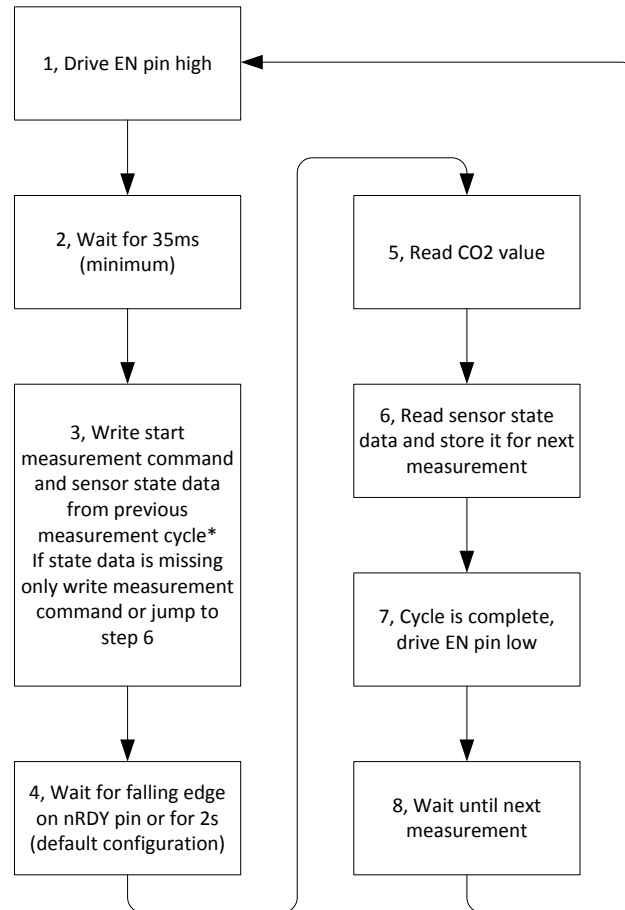 1, Drive EN pin high
2, Wait for 35ms
(minimum)
3, Write start
measurement command
and sensor state data
from previous
measurement cycle*
If state data is missing
only write measurement
command or jump to
step 6
4, Wait for falling edge
on nRDY pin or for 2s
(default configuration)
5, Read CO2 value
6, Read sensor state
data and store it for next
measurement
7, Cycle is complete,
drive EN pin low
8, Wait until next
measurement